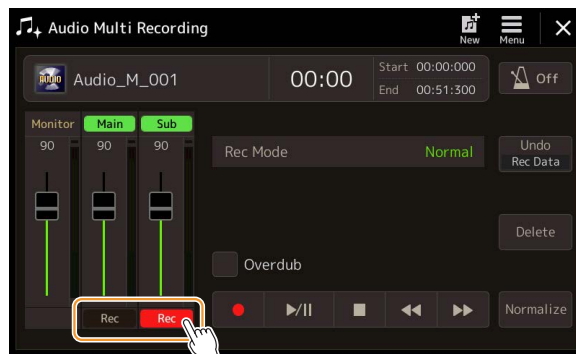 Audio Multi Recording
New
Menu
AUDIO
Audio_M_001
00:00
Start 00:00:000
End 00:51:300
Off
Monitor Main Sub
90 90 90
Rec Mode Normal
Undo
Rec Data
Delete
Overdub
Rec Rec
Normalize